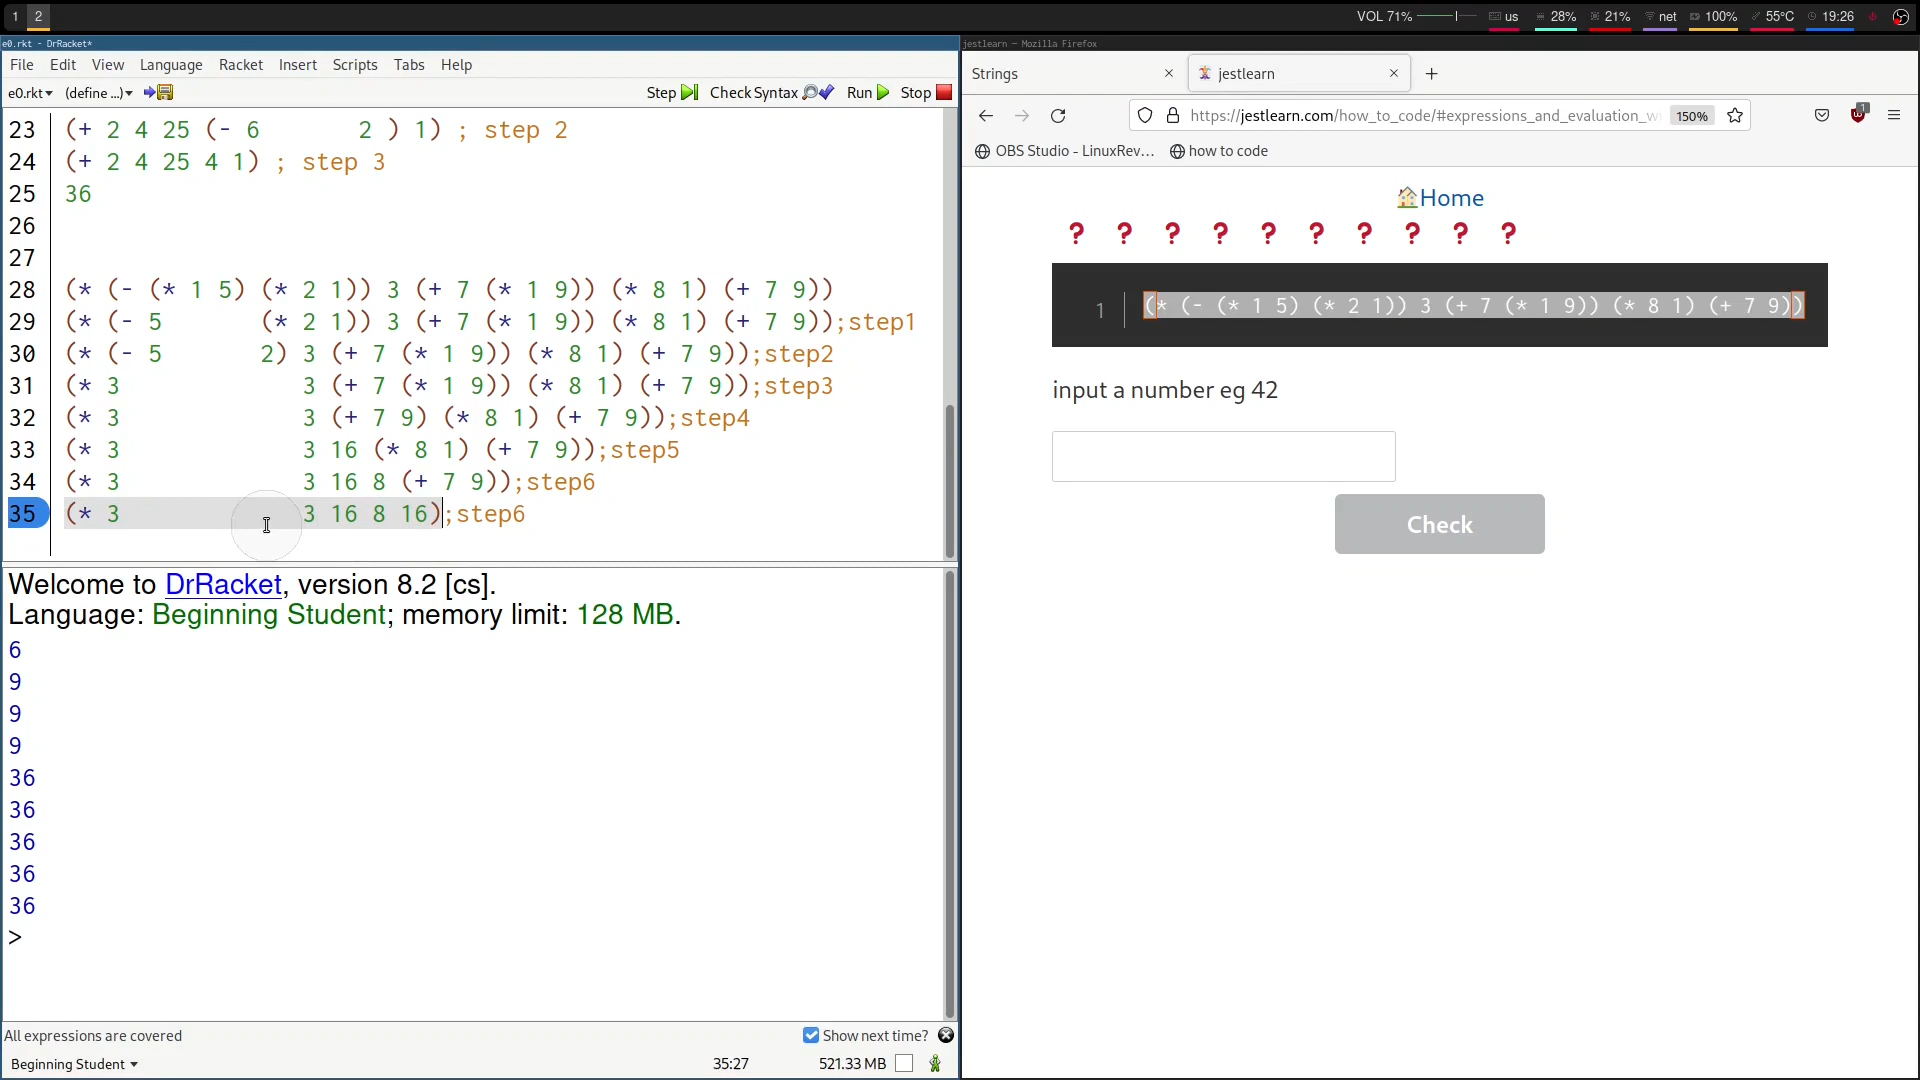 1 2
VOL 71% us 28% 21% net 100% 55°C 19:26
e0.rkt - DrRacket*
File Edit View Language Racket Insert Scripts Tabs Help
e0.rkt (define ...) Step Check Syntax Run Stop
23 (+ 2 4 25 (- 6 2 ) 1) ; step 2
24 (+ 2 4 25 4 1) ; step 3
25 36
26
27
28 (* (- (* 1 5) (* 2 1)) 3 (+ 7 (* 1 9)) (* 8 1) (+ 7 9))
29 (* (- 5 (* 2 1)) 3 (+ 7 (* 1 9)) (* 8 1) (+ 7 9));step1
30 (* (- 5 2) 3 (+ 7 (* 1 9)) (* 8 1) (+ 7 9));step2
31 (* 3 3 (+ 7 (* 1 9)) (* 8 1) (+ 7 9));step3
32 (* 3 3 (+ 7 9) (* 8 1) (+ 7 9));step4
33 (* 3 3 16 (* 8 1) (+ 7 9));step5
34 (* 3 3 16 8 (+ 7 9));step6
35 (* 3 3 16 8 16);step6
Welcome to DrRacket, version 8.2 [cs].
Language: Beginning Student; memory limit: 128 MB.
6
9
9
9
36
36
36
36
36
>
All expressions are covered Show next time?
Beginning Student 35:27 521.33 MB
jestlearn — Mozilla Firefox
Strings jestlearn
https://jestlearn.com/how_to_code/#expressions_and_evaluation_w 150% 1
OBS Studio - LinuxRev... how to code
Home
? ? ? ? ? ? ? ? ? ?
1 (* (- (* 1 5) (* 2 1)) 3 (+ 7 (* 1 9)) (* 8 1) (+ 7 9))
input a number eg 42
Check